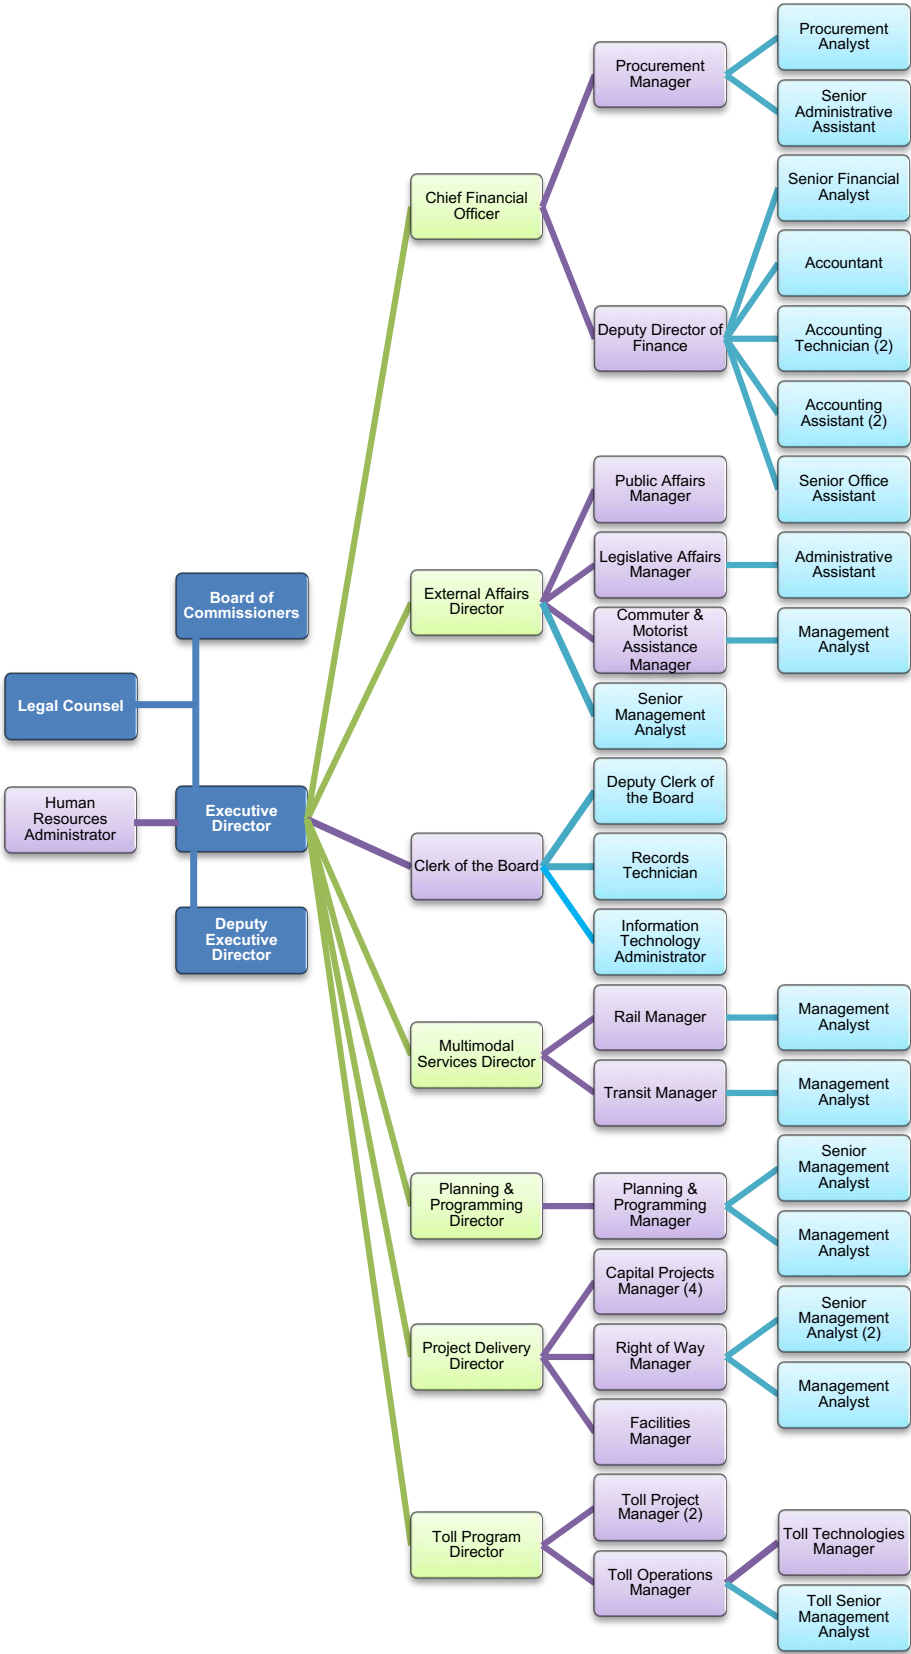 Procurement
Analyst
Procurement
Manager
Senior
Administrative
Assistant
Chief Financial
Officer
Senior Financial
Analyst
Accountant
Deputy Director of
Finance
Accounting
Technician (2)
Accounting
Assistant (2)
Senior Office
Assistant
Public Affairs
Manager
Legislative Affairs
Manager
Administrative
Assistant
External Affairs
Director
Commuter &
Motorist
Assistance
Manager
Management
Analyst
Senior
Management
Analyst
Board of
Commissioners
Legal Counsel
Human
Resources
Administrator
Executive
Director
Deputy
Executive
Director
Deputy Clerk of
the Board
Clerk of the Board
Records
Technician
Information
Technology
Administrator
Multimodal
Services Director
Rail Manager
Management
Analyst
Transit Manager
Management
Analyst
Planning &
Programming
Director
Planning &
Programming
Manager
Senior
Management
Analyst
Management
Analyst
Project Delivery
Director
Capital Projects
Manager (4)
Right of Way
Manager
Senior
Management
Analyst (2)
Management
Analyst
Facilities
Manager
Toll Program
Director
Toll Project
Manager (2)
Toll Operations
Manager
Toll Technologies
Manager
Toll Senior
Management
Analyst